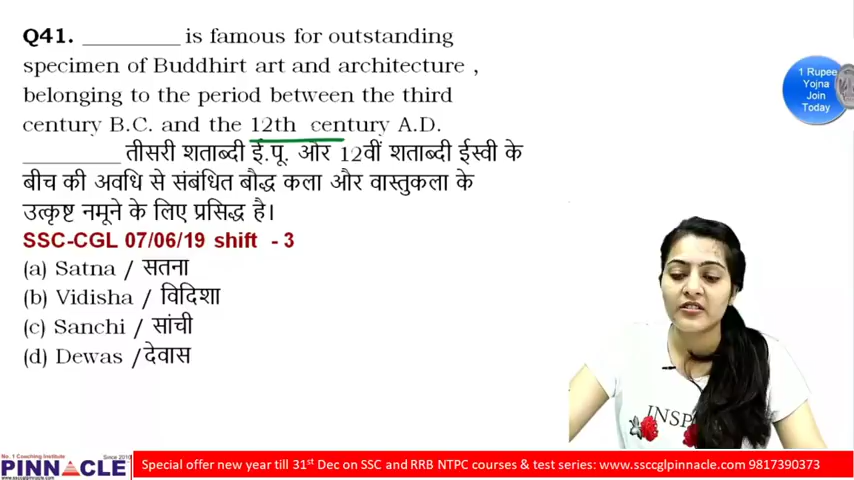 Q41. _________ is famous for outstanding
specimen of Buddhirt art and architecture ,
belonging to the period between the third
century B.C. and the 12th century A.D.
_________ तीसरी शताब्दी ई.पू. ओर 12वीं शताब्दी ईस्वी के
बीच की अवधि से संबंधित बौद्ध कला और वास्तुकला के
उत्कृष्ट नमूने के लिए प्रसिद्ध है।
SSC-CGL 07/06/19 shift - 3
(a) Satna / सतना
(b) Vidisha / विदिशा
(c) Sanchi / सांची
(d) Dewas /देवास
1 Rupee
Yojna
Join
Today
INSP
No. 1 Coaching Institute Since 2010
PINNACLE
www.ssccglpinnacle.com
Special offer new year till 31st Dec on SSC and RRB NTPC courses & test series: www.ssccglpinnacle.com 9817390373